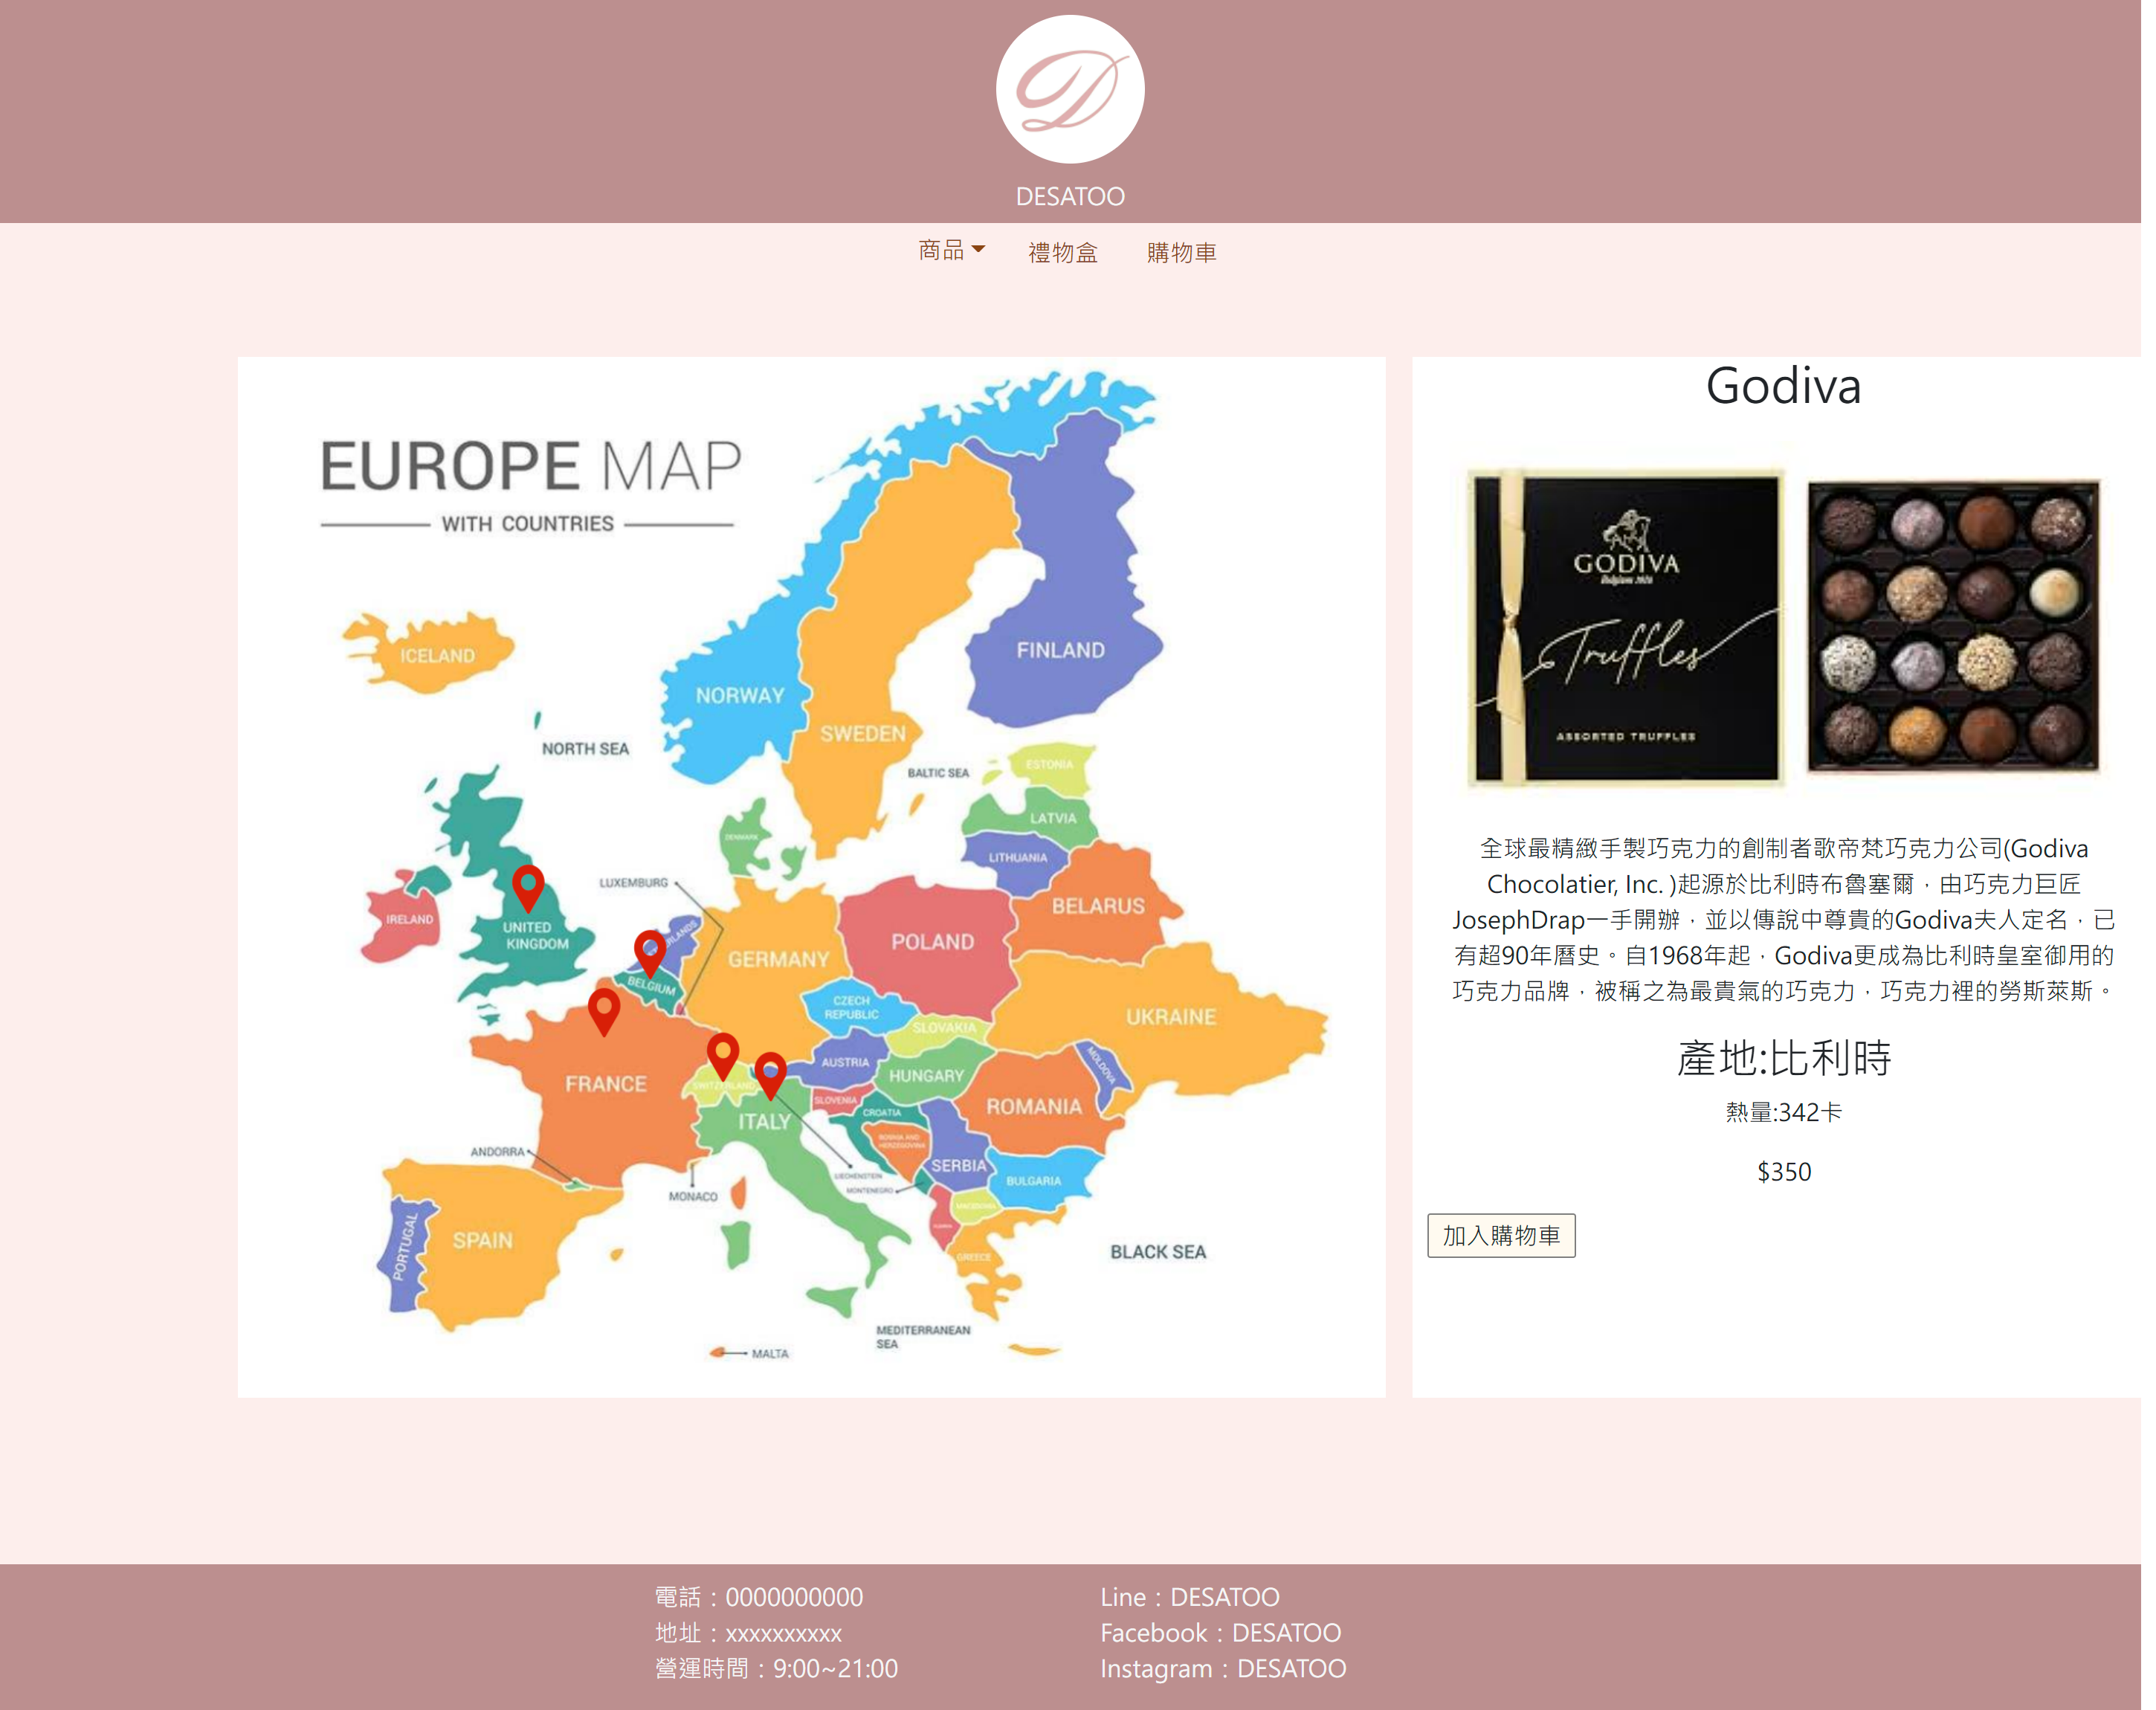 DESATOO
商品 禮物盒 購物車
EUROPE MAP
WITH COUNTRIES
ICELAND
NORWAY
SWEDEN
FINLAND
NORTH SEA
BALTIC SEA
ESTONIA
LATVIA
LITHUANIA
DENMARK
LUXEMBURG
IRELAND
UNITED
KINGDOM
BELGIUM
GERMANY
POLAND
BELARUS
CZECH
REPUBLIC
SLOVAKIA
UKRAINE
AUSTRIA
HUNGARY
MOLDOVA
FRANCE
SWITZERLAND
ITALY
SLOVENIA
CROATIA
ROMANIA
BOSNIA AND
HERZEGOVINA
SERBIA
BULGARIA
ANDORRA
MONACO
LIECHENSTEIN
MONTENEGRO
MACEDONIA
GREECE
PORTUGAL
SPAIN
BLACK SEA
MEDITERRANEAN
SEA
MALTA
Godiva
GODIVA
Belgium 1926
Truffles
ASSORTED TRUFFLES
全球最精緻手製巧克力的創制者歌帝梵巧克力公司(Godiva
Chocolatier, Inc. )起源於比利時布魯塞爾，由巧克力巨匠
JosephDrap一手開辦，並以傳說中尊貴的Godiva夫人定名，已
有超90年歷史。自1968年起，Godiva更成為比利時皇室御用的
巧克力品牌，被稱之為最貴氣的巧克力，巧克力裡的勞斯萊斯。
產地:比利時
熱量:342卡
$350
加入購物車
電話：0000000000
地址：xxxxxxxxxx
營運時間：9:00~21:00
Line：DESATOO
Facebook：DESATOO
Instagram：DESATOO